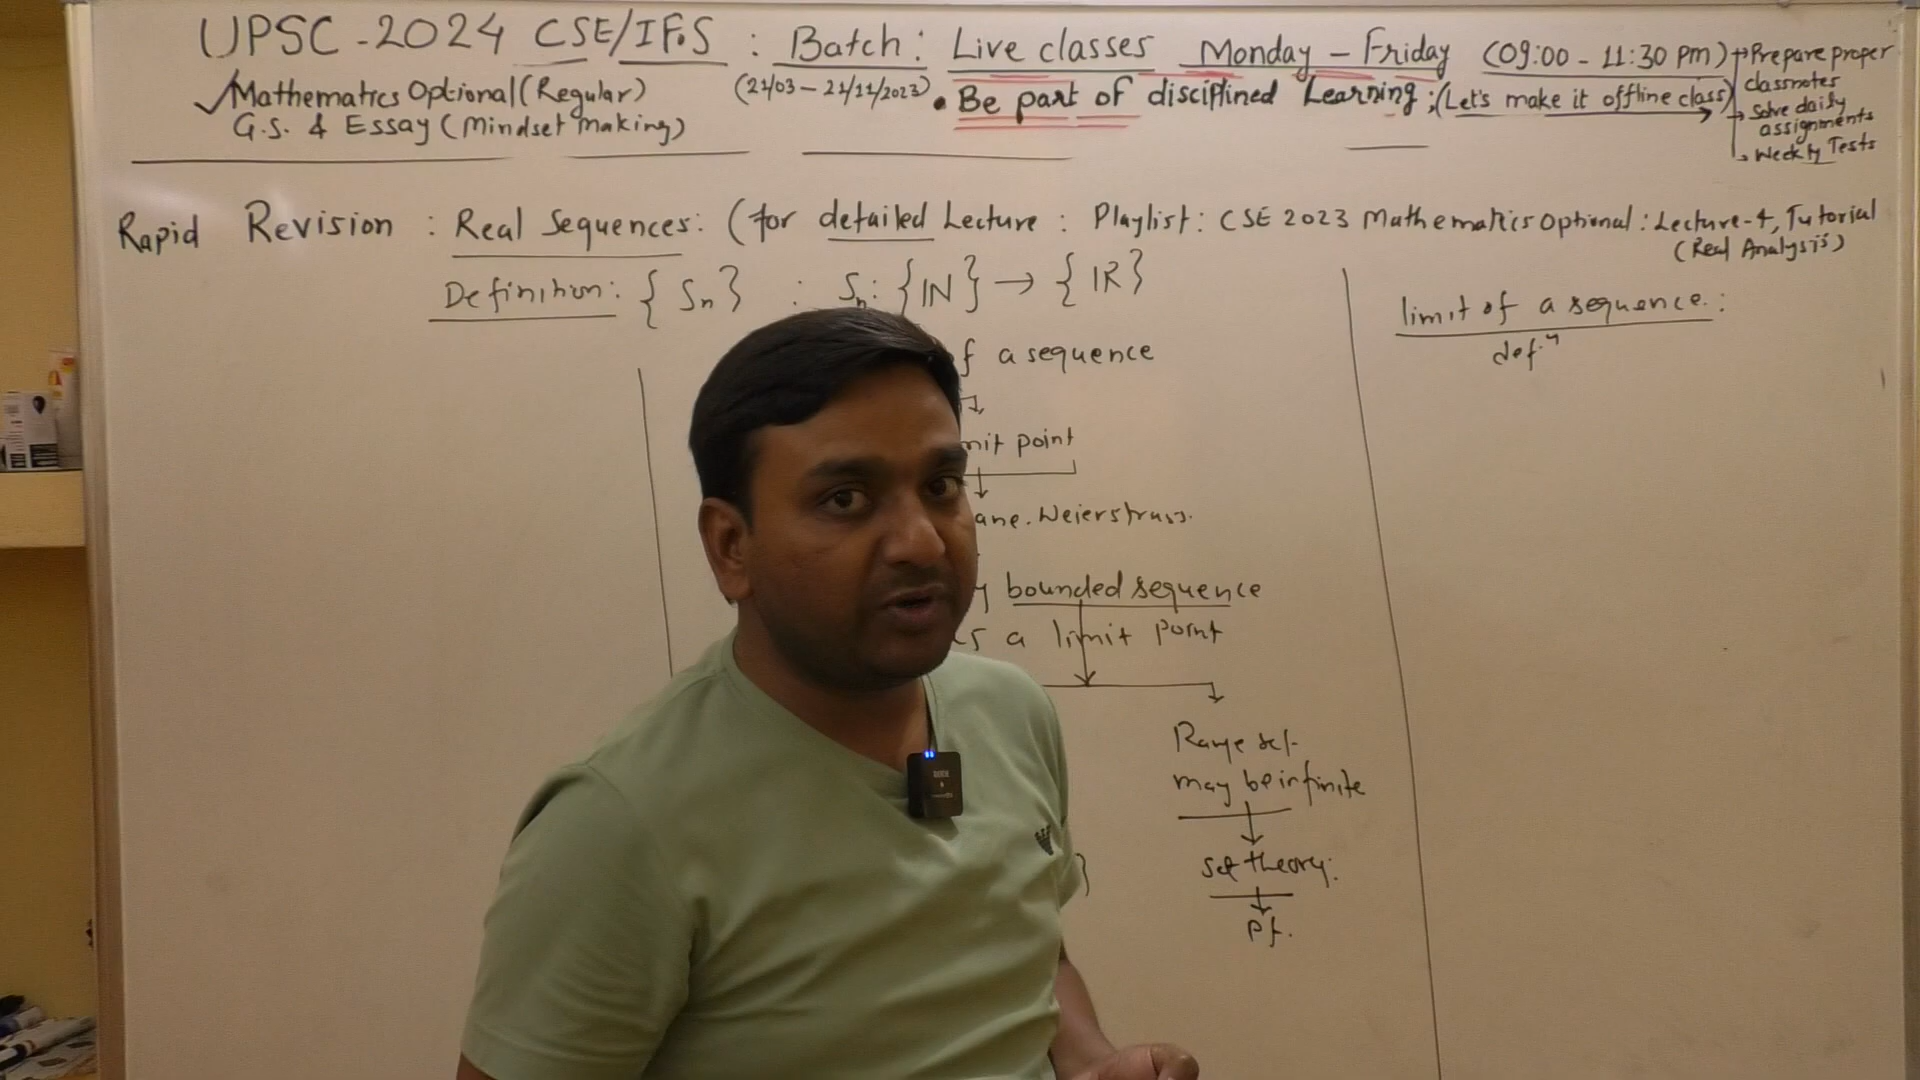 UPSC - 2024 CSE/IFoS : Batch : Live classes Monday - Friday (09:00 - 11:30 PM) → Prepare proper classnotes
✓ Mathematics Optional (Regular) (21/03 - 21/11/2023) • Be part of disciplined Learning : (Let's make it offline class)
G.S. & Essay (Mindset making)
→ Solve daily assignments
→ Weekly Tests
Rapid Revision : Real Sequences : (for detailed Lecture : Playlist : CSE 2023 Mathematics Optional : Lecture-4, Tutorial
(Real Analysis)
Definition : { Sn } : Sn : {IN} → {IR}
f a sequence
mit point
ane. Weierstrass.
y bounded sequence
a limit point
Range set
may be infinite
set theory :
Pf.
limit of a sequence :
defⁿ